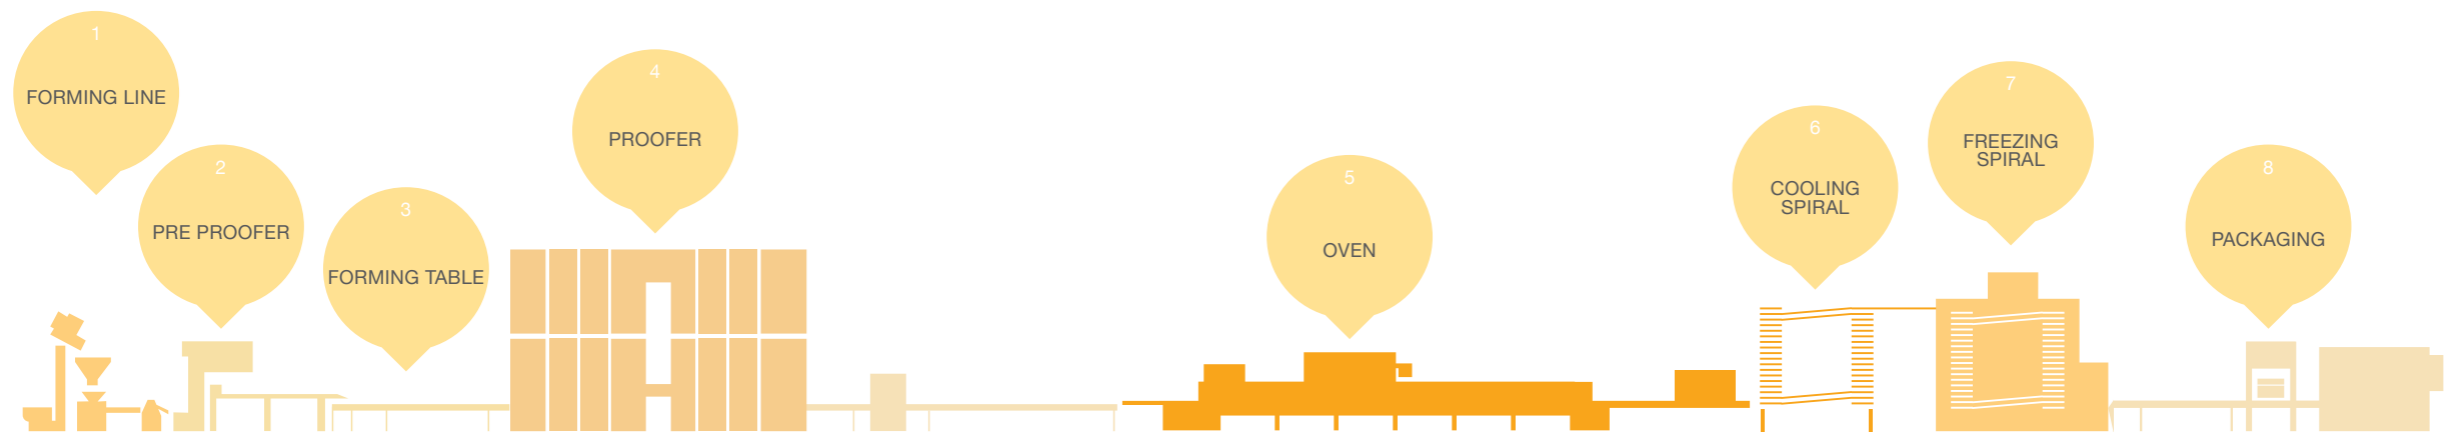 1
FORMING LINE
2
PRE PROOFER
3
FORMING TABLE
4
PROOFER
5
OVEN
6
COOLING
SPIRAL
7
FREEZING
SPIRAL
8
PACKAGING